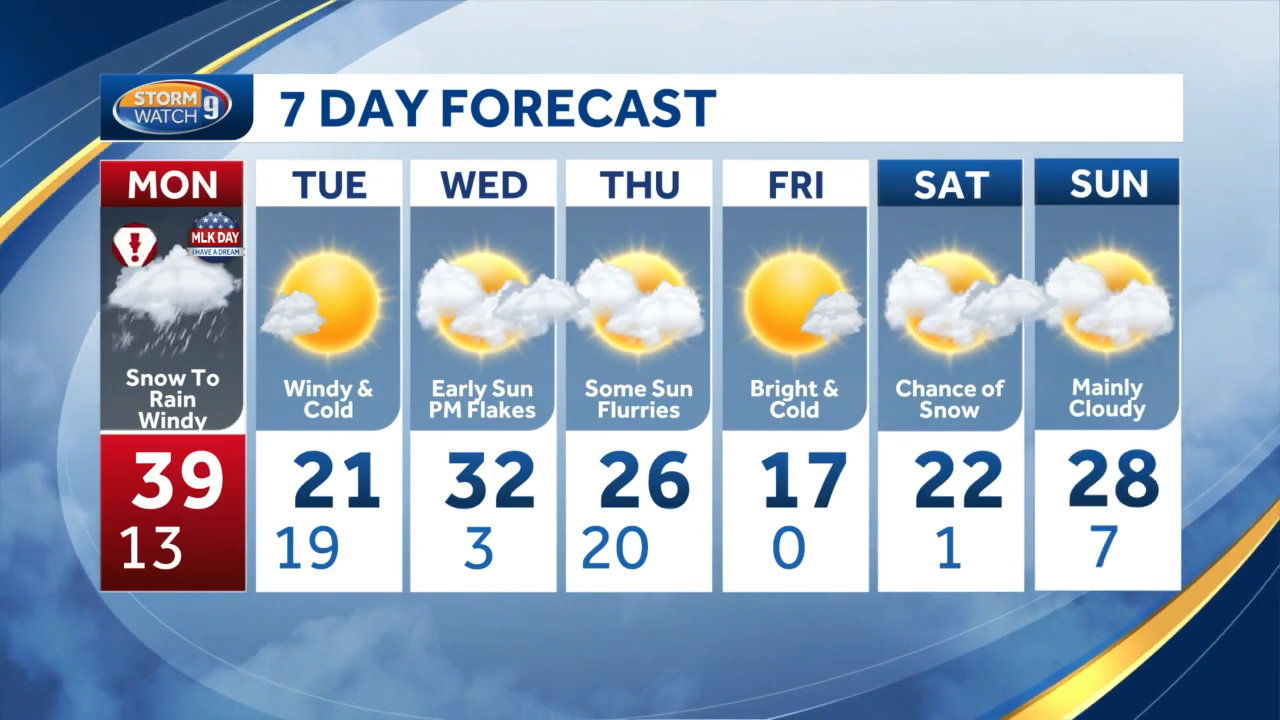 STORM
WATCH 9
7 DAY FORECAST
MON
TUE
WED
THU
FRI
SAT
SUN
MLK DAY
I HAVE A DREAM
!
Snow To
Rain
Windy
Windy &
Cold
Early Sun
PM Flakes
Some Sun
Flurries
Bright &
Cold
Chance of
Snow
Mainly
Cloudy
39
21
32
26
17
22
28
13
19
3
20
0
1
7